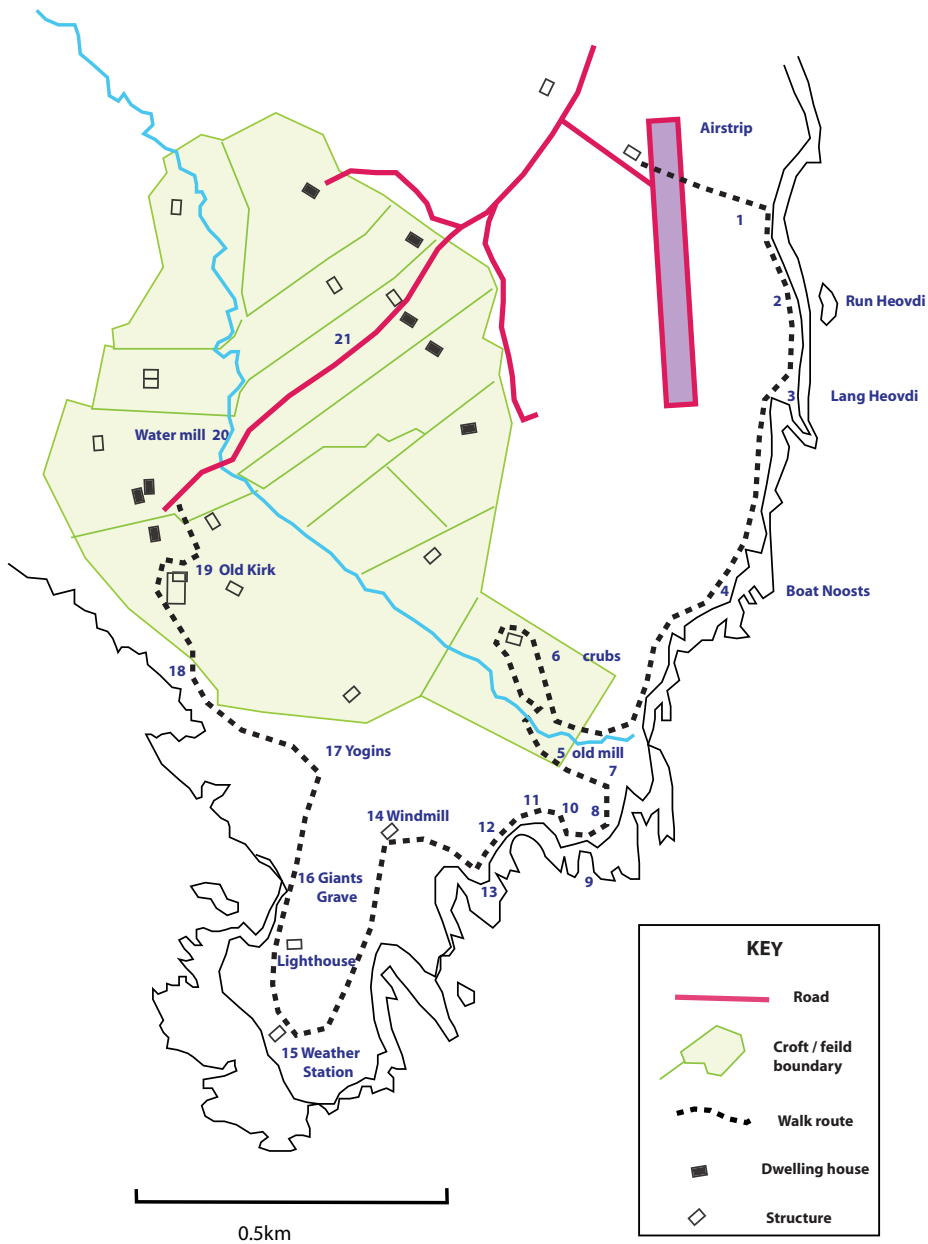 Airstrip
1
2
Run Heovdi
21
3
Lang Heovdi
Water mill 20
19 Old Kirk
4
Boat Noosts
6 crubs
18
17 Yogins
5 old mill
7
14 Windmill
11
10
8
12
9
13
16 Giants
Grave
Lighthouse
15 Weather
Station
KEY
Road
Croft / feild
boundary
Walk route
Dwelling house
Structure
0.5km